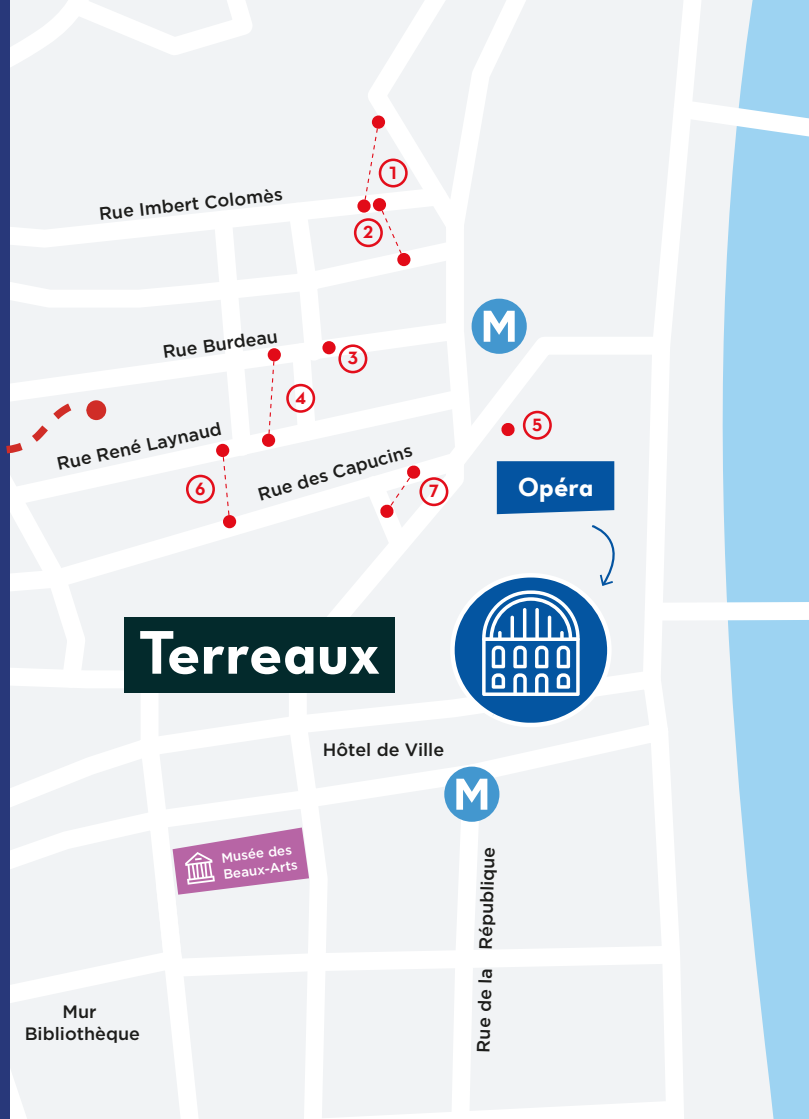 1
Rue Imbert Colomès
2
M
Rue Burdeau
3
4
5
Rue René Laynaud
Rue des Capucins
6
7
Opéra
Terreaux
Hôtel de Ville
M
Musée des
Beaux-Arts
Rue de la République
Mur
Bibliothèque